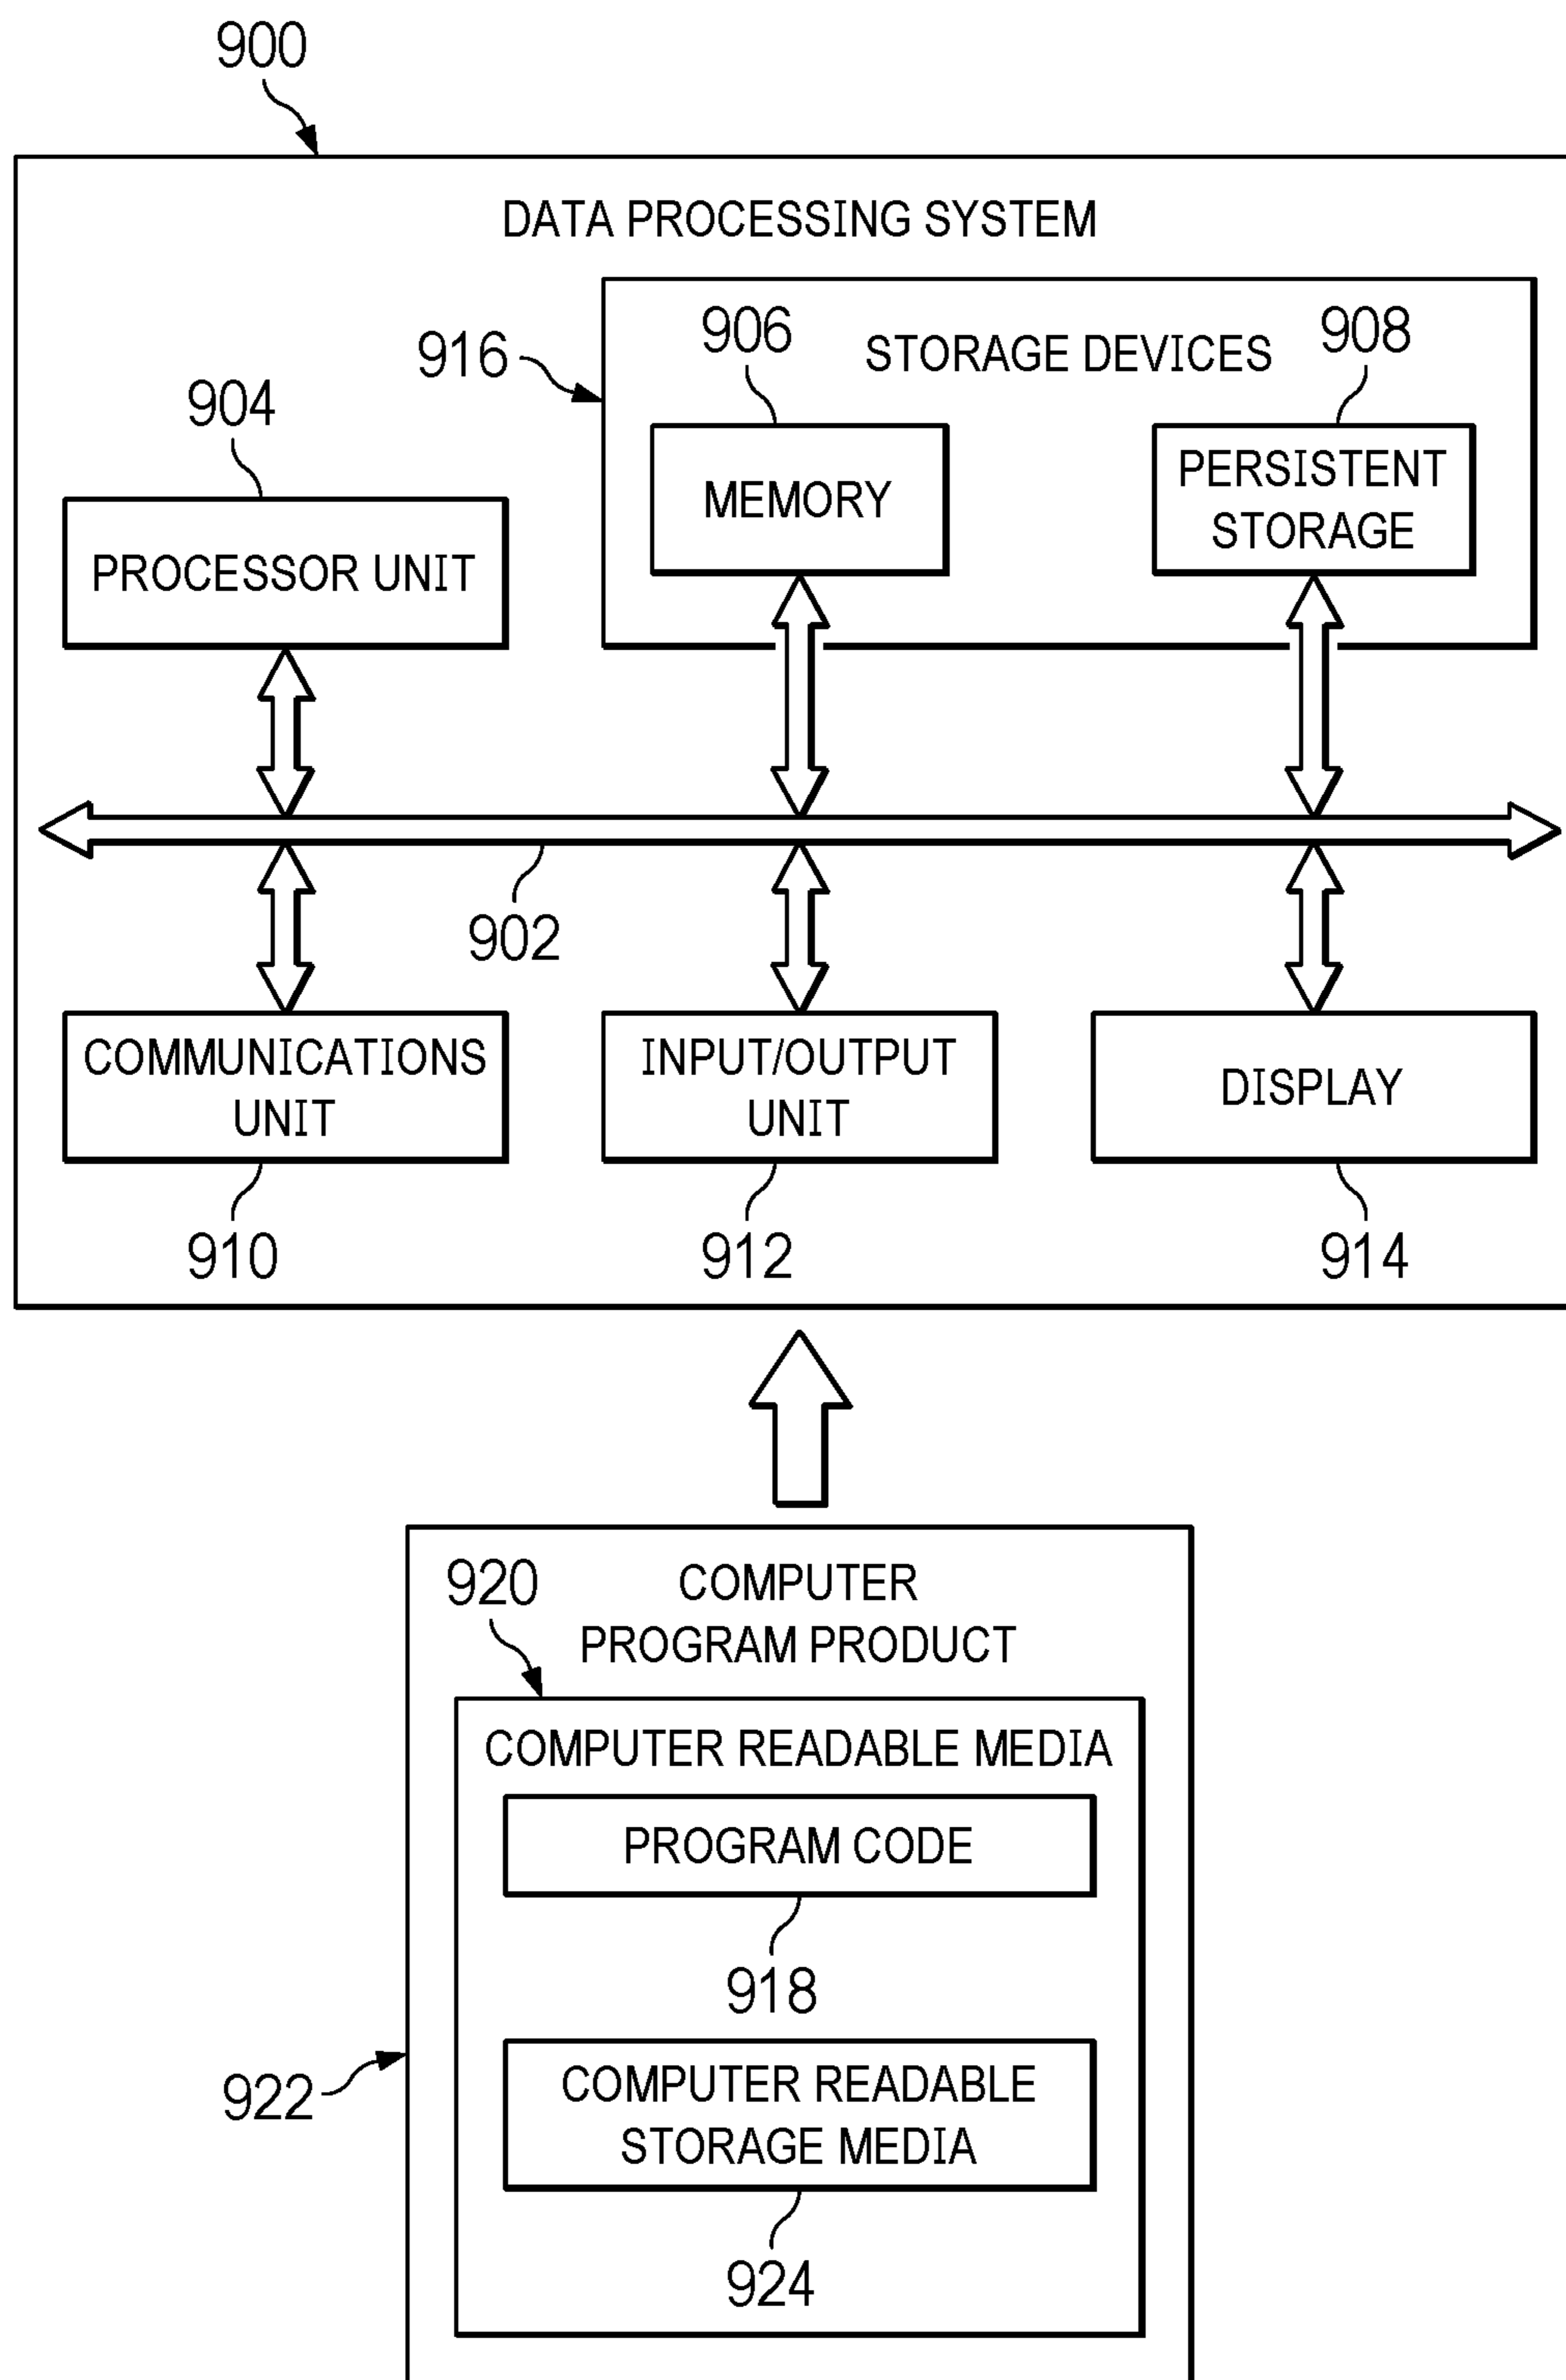 900
DATA PROCESSING SYSTEM
916
906
STORAGE DEVICES
908
904
MEMORY
PERSISTENT
STORAGE
PROCESSOR UNIT
902
COMMUNICATIONS
UNIT
INPUT/OUTPUT
UNIT
DISPLAY
910
912
914
920
COMPUTER
PROGRAM PRODUCT
COMPUTER READABLE MEDIA
PROGRAM CODE
918
922
COMPUTER READABLE
STORAGE MEDIA
924